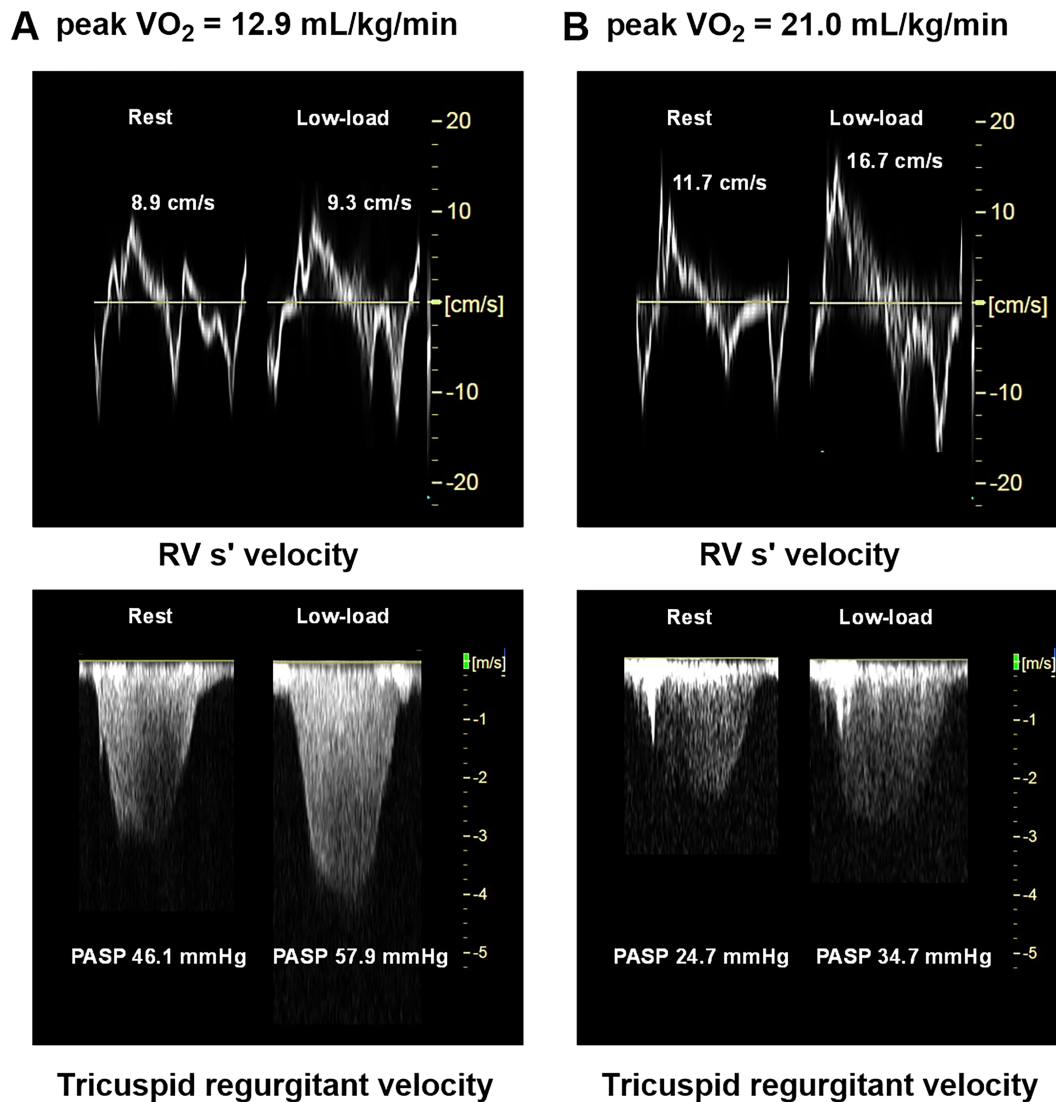 A peak VO₂ = 12.9 mL/kg/min
Rest
Low-load
8.9 cm/s
9.3 cm/s
20
10
[cm/s]
-10
-20
RV s' velocity
Rest
Low-load
[m/s]
-1
-2
-3
-4
-5
PASP 46.1 mmHg
PASP 57.9 mmHg
Tricuspid regurgitant velocity
B peak VO₂ = 21.0 mL/kg/min
Rest
Low-load
11.7 cm/s
16.7 cm/s
20
10
[cm/s]
-10
-20
RV s' velocity
Rest
Low-load
[m/s]
-1
-2
-3
-4
-5
PASP 24.7 mmHg
PASP 34.7 mmHg
Tricuspid regurgitant velocity